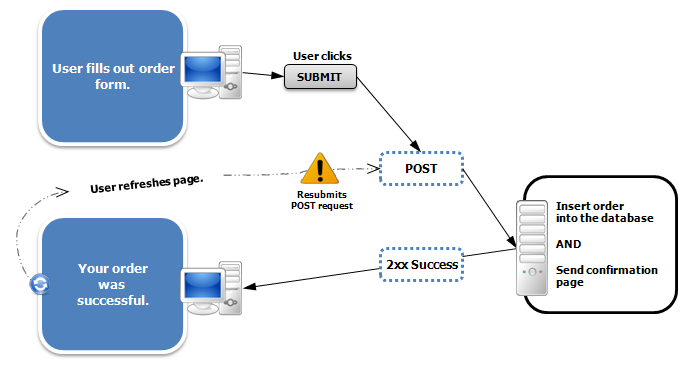 User fills out order
form.
User clicks
SUBMIT
POST
User refreshes page.
Resubmits
POST request
Insert order
into the database
AND
Send confirmation
page
2xx Success
Your order
was
successful.